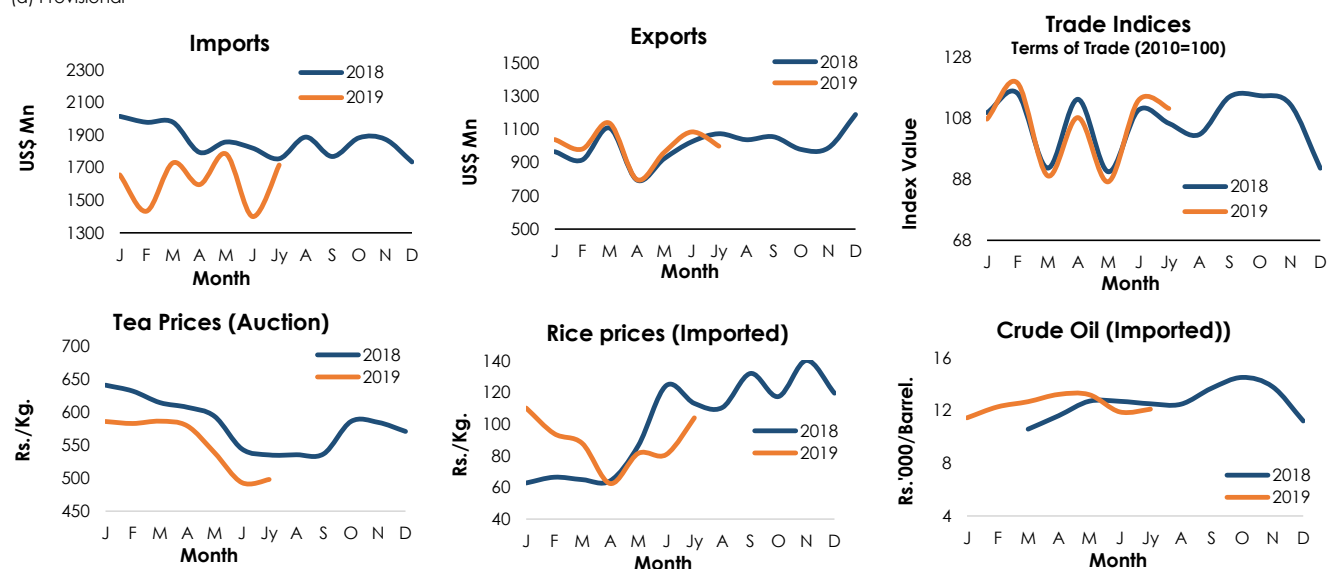 (a) Provisional
Imports
US$ Mn
2300
2100
1900
1700
1500
1300
2018
2019
J F M A M J Jy A S O N D
Month
Exports
US$ Mn
1500
1300
1100
900
700
500
2018
2019
J F M A M J Jy A S O N D
Month
Trade Indices
Terms of Trade (2010=100)
Index Value
128
108
88
68
2018
2019
J F M A M J Jy A S O N D
Month
Tea Prices (Auction)
Rs./Kg.
700
650
600
550
500
450
2018
2019
J F M A M J Jy A S O N D
Month
Rice prices (Imported)
Rs./Kg.
140
120
100
80
60
40
2018
2019
J F M A M J Jy A S O N D
Month
Crude Oil (Imported))
Rs.'000/Barrel.
16
12
8
4
2018
2019
J F M A M J Jy A S O N D
Month